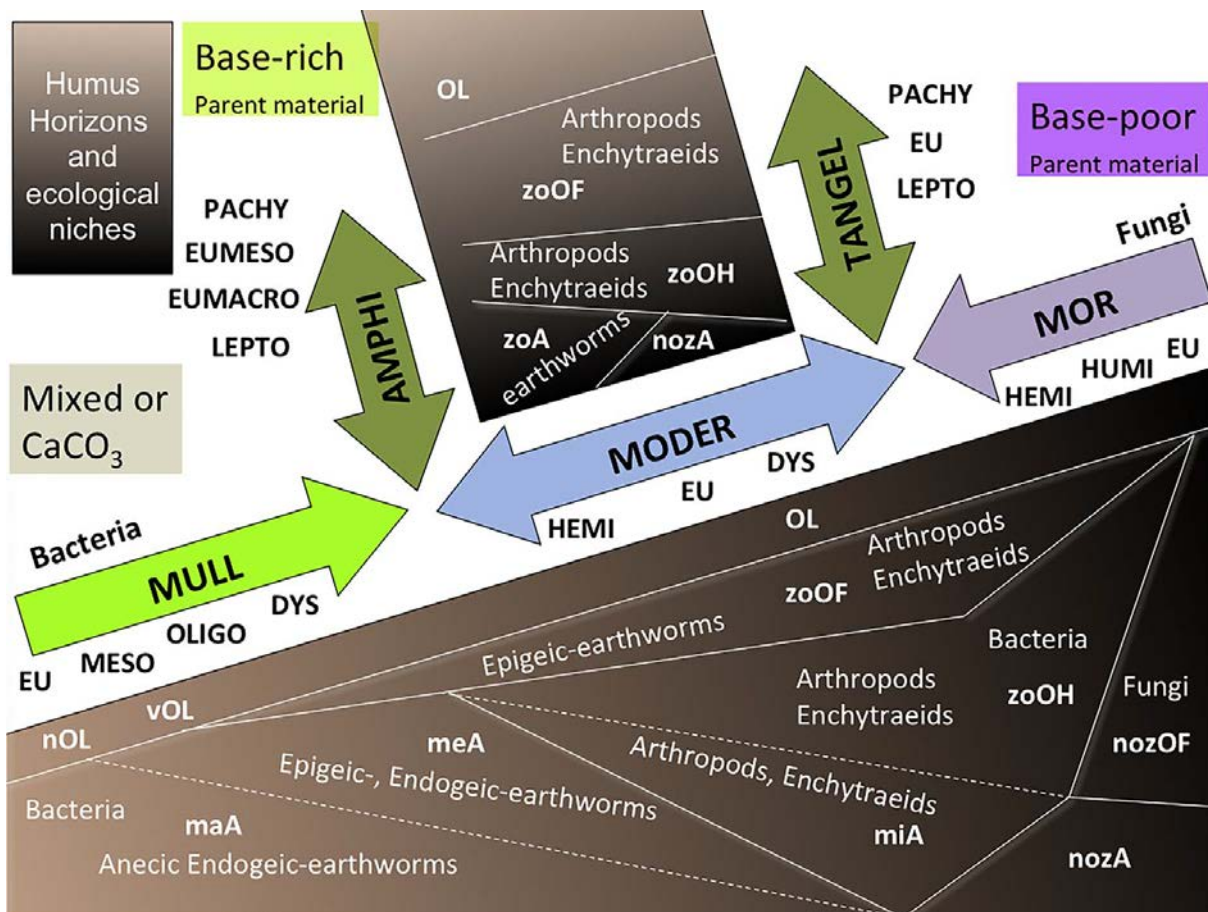 Humus
Horizons
and
ecological
niches
Base-rich
Parent material
OL
Arthropods
Enchytraeids
zoOF
Arthropods
Enchytraeids
zoOH
zoA
earthworms
nozA
PACHY
EU
LEPTO
TANGEL
Base-poor
Parent material
PACHY
EUMESO
EUMACRO
LEPTO
AMPHI
Fungi
MOR
HEMI
HUMI
EU
Mixed or
CaCO₃
MODER
HEMI
EU
DYS
Bacteria
MULL
EU
MESO
OLIGO
DYS
OL
Arthropods
Enchytraeids
zoOF
Epigeic-earthworms
Bacteria
Arthropods
Enchytraeids
zoOH
Fungi
nozOF
vOL
nOL
meA
Epigeic-, Endogeic-earthworms
Arthropods, Enchytraeids
miA
Bacteria
maA
Anecic Endogeic-earthworms
nozA